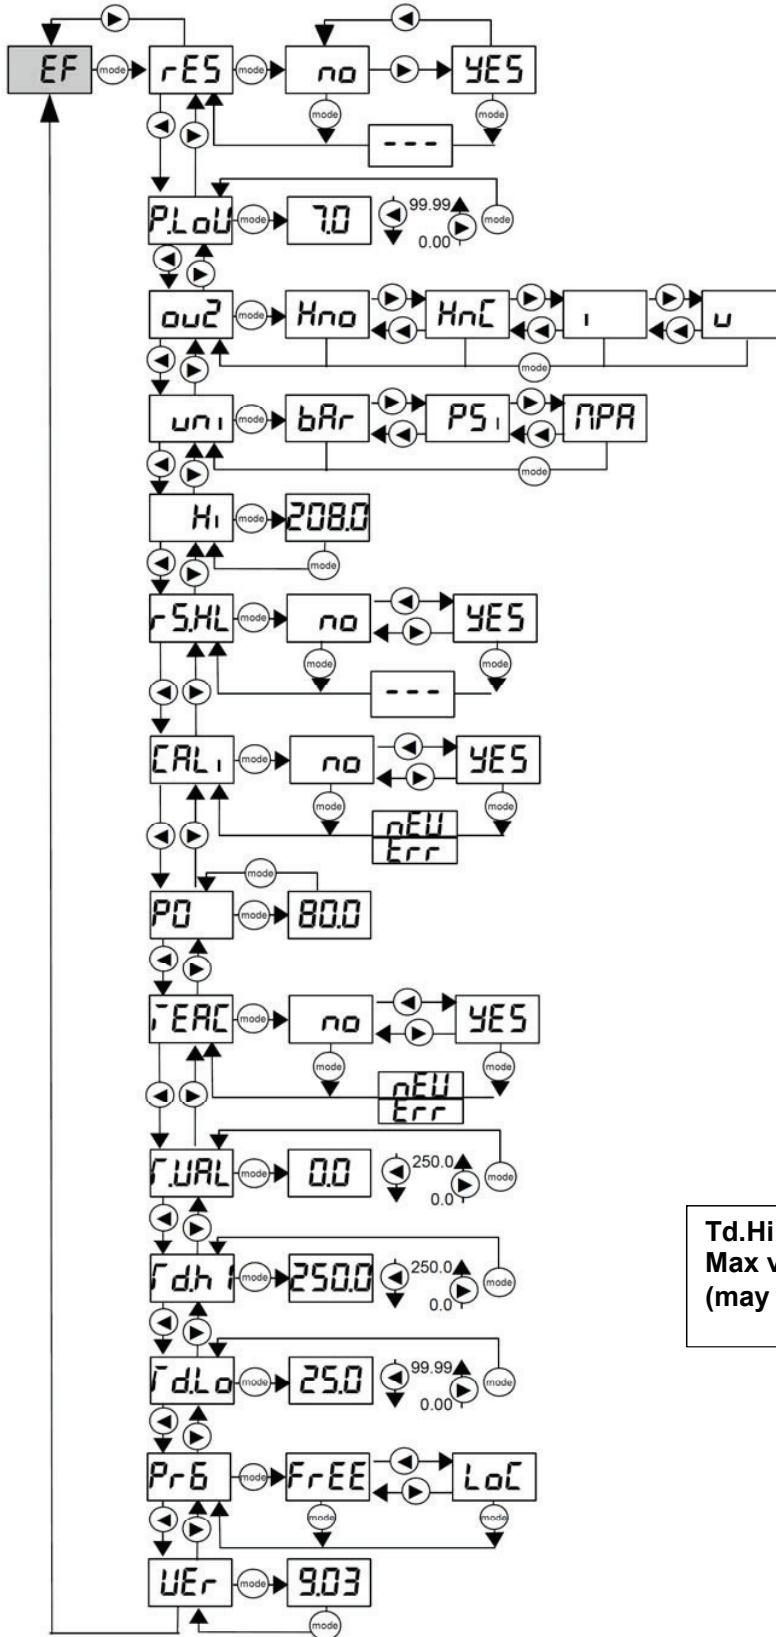 EF mode rES mode no YES
mode mode
- - -
P.LoU mode 7.0 99.99 mode
0.00
ou2 mode Hno HnC i u
mode
uni mode bAr PSi MPA
mode
Hi mode 208.0
mode
rS.HL mode no YES
mode mode
- - -
CALi mode no YES
mode mode
nEU
Err
mode
P0 mode 80.0
TEAC mode no YES
mode mode
nEU
Err
T.UAL mode 0.0 250.0 mode
0.0
Td.Hi
Max v
(may
Td.hi mode 250.0 250.0 mode
0.0
Td.Lo mode 25.0 99.99 mode
0.00
PrG mode FrEE LoC
mode mode
UEr mode 9.03
mode